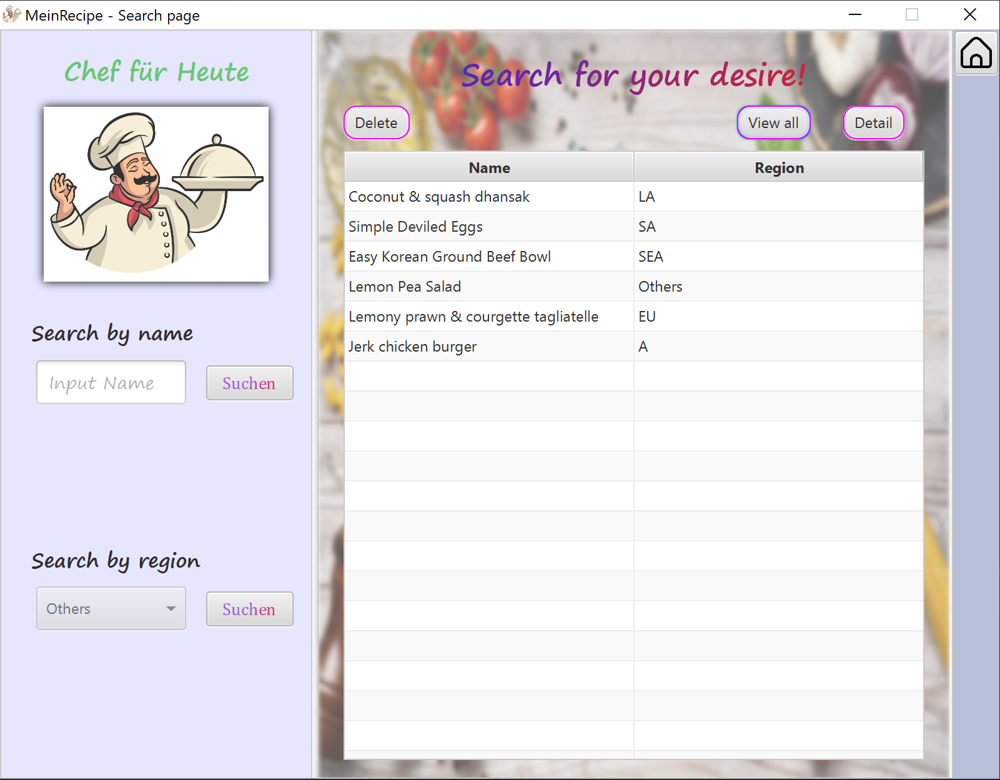 MeinRecipe - Search page
Chef für Heute
Search by name
Input Name
Suchen
Search by region
Others
Suchen
Search for your desire!
Delete
View all
Detail
Name Region
Coconut & squash dhansak LA
Simple Deviled Eggs SA
Easy Korean Ground Beef Bowl SEA
Lemon Pea Salad Others
Lemony prawn & courgette tagliatelle EU
Jerk chicken burger A